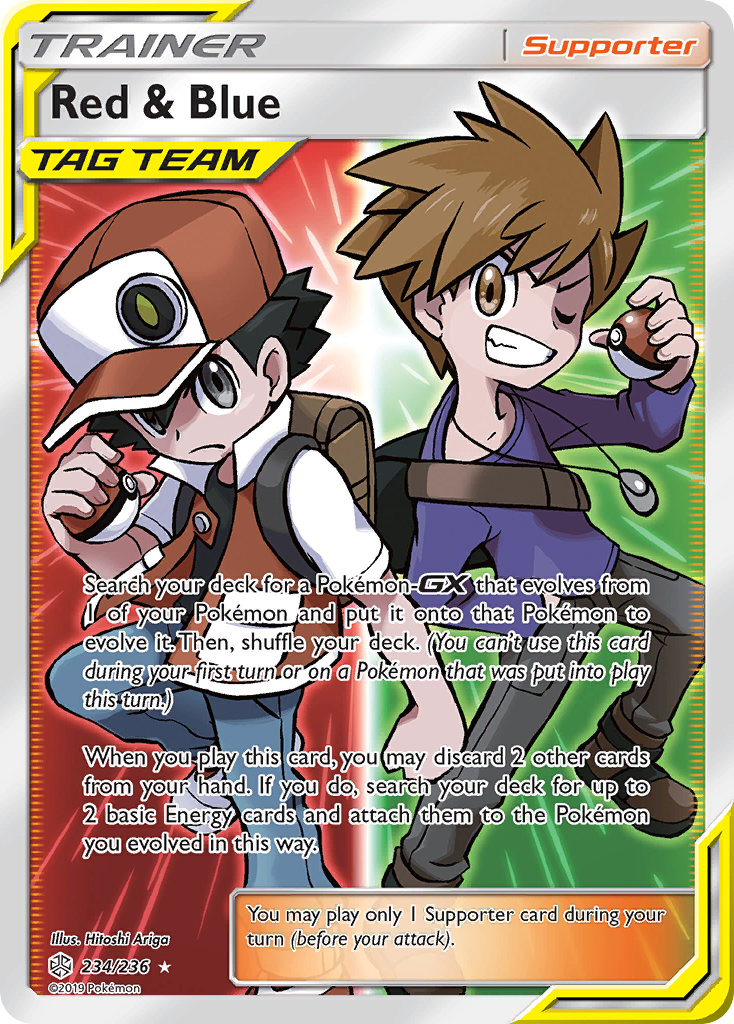 TRAINER
Supporter
Red & Blue
TAG TEAM
Search your deck for a Pokémon-GX that evolves from
1 of your Pokémon and put it onto that Pokémon to
evolve it. Then, shuffle your deck. (You can't use this card
during your first turn or on a Pokémon that was put into play
this turn.)
When you play this card, you may discard 2 other cards
from your hand. If you do, search your deck for up to
2 basic Energy cards and attach them to the Pokémon
you evolved in this way.
You may play only 1 Supporter card during your
turn (before your attack).
Illus. Hitoshi Ariga
234/236 ★
©2019 Pokémon